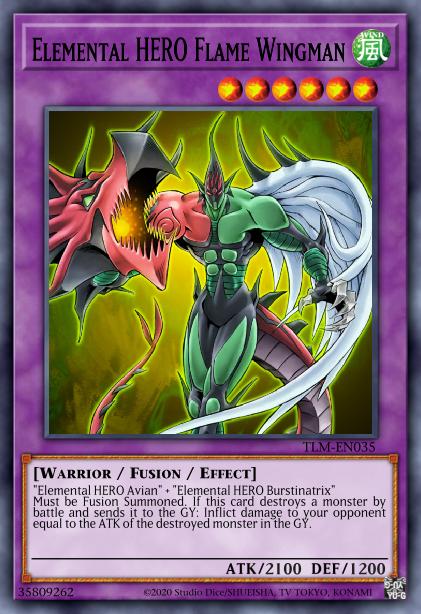 Elemental HERO Flame Wingman
WIND
風
TLM-EN035
[Warrior / Fusion / Effect]
"Elemental HERO Avian" + "Elemental HERO Burstinatrix"
Must be Fusion Summoned. If this card destroys a monster by
battle and sends it to the GY: Inflict damage to your opponent
equal to the ATK of the destroyed monster in the GY.
ATK/2100 DEF/1200
35809262
©2020 Studio Dice/SHUEISHA, TV TOKYO, KONAMI